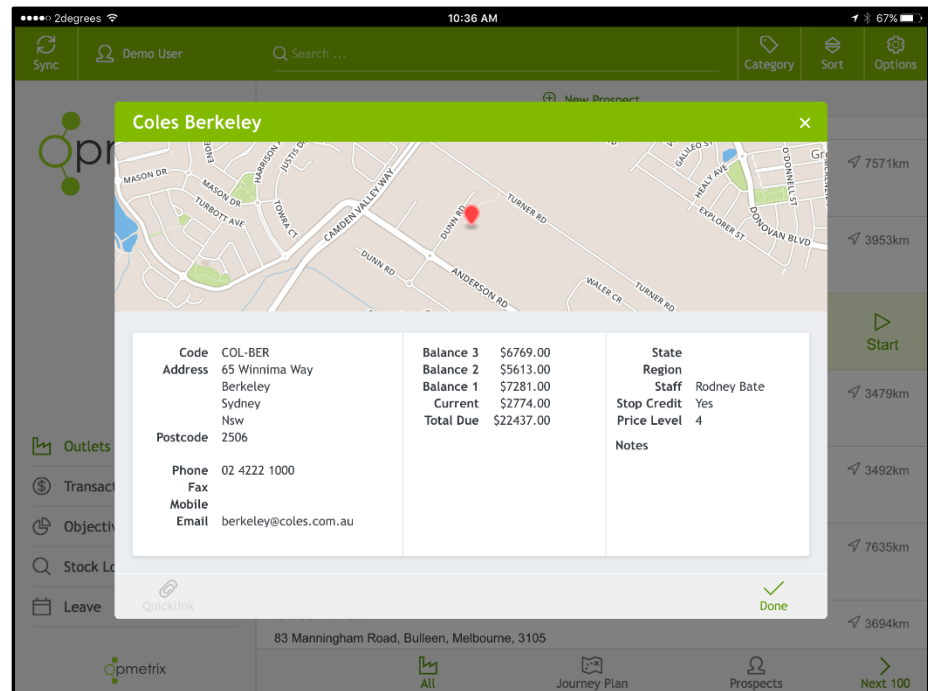 2degrees
10:36 AM
67%
Sync
Demo User
Search ...
Category
Sort
Options
New Prospect
Coles Berkeley
MASON DR
MASON DR
TURBOTT AVE
TOWRA CT
CAMDEN VALLEY WAY
DUNN RD
DUNN RD
TURNER RD
ANDERSON RD
WALER CR
TURNER RD
HEALY AVE
EXPLORER ST
DONOVAN BLVD
O'DONNELL ST
Code COL-BER
Address 65 Winnima Way
Berkeley
Sydney
Nsw
Postcode 2506
Phone 02 4222 1000
Fax
Mobile
Email berkeley@coles.com.au
Balance 3 $6769.00
Balance 2 $5613.00
Balance 1 $7281.00
Current $2774.00
Total Due $22437.00
State
Region
Staff Rodney Bate
Stop Credit Yes
Price Level 4
Notes
Quicklink
Done
7571km
3953km
Start
3479km
3492km
7635km
3694km
Outlets
Transact
Objectiv
Stock Lo
Leave
83 Manningham Road, Bulleen, Melbourne, 3105
opmetrix
All
Journey Plan
Prospects
Next 100